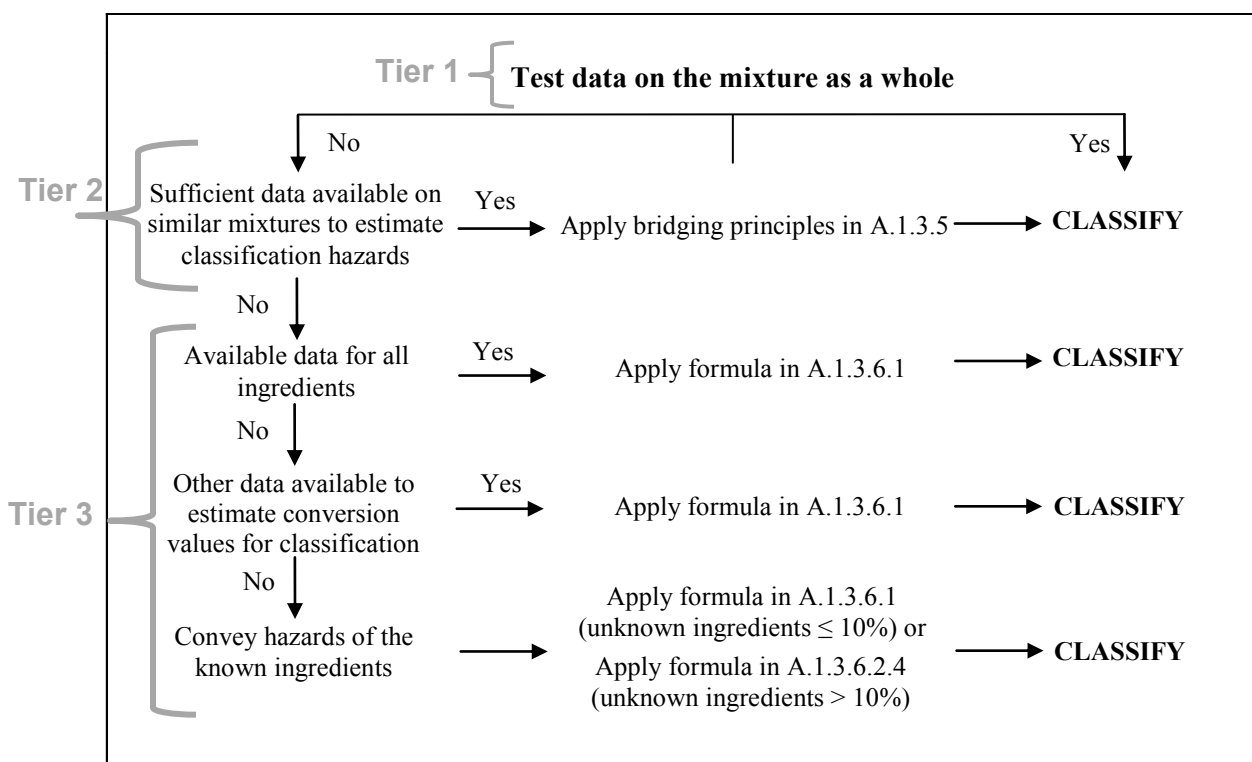 Tier 1
Test data on the mixture as a whole
No
Yes
Tier 2
Sufficient data available on
similar mixtures to estimate
classification hazards
Yes
Apply bridging principles in A.1.3.5
CLASSIFY
No
Tier 3
Available data for all
ingredients
Yes
Apply formula in A.1.3.6.1
CLASSIFY
No
Other data available to
estimate conversion
values for classification
Yes
Apply formula in A.1.3.6.1
CLASSIFY
No
Convey hazards of the
known ingredients
Apply formula in A.1.3.6.1
(unknown ingredients ≤ 10%) or
Apply formula in A.1.3.6.2.4
(unknown ingredients > 10%)
CLASSIFY